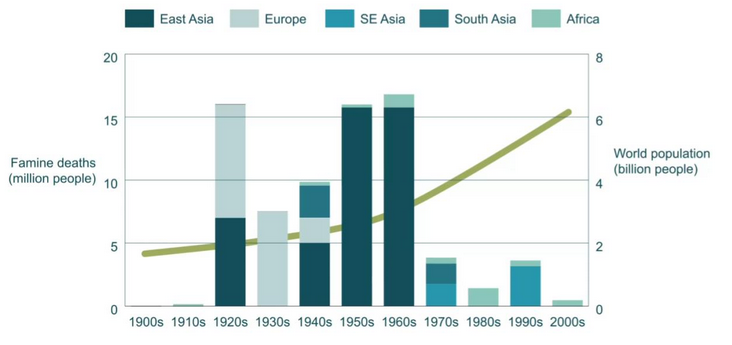 East Asia Europe SE Asia South Asia Africa
20 8
15 6
Famine deaths
(million people)
World population
(billion people)
10 4
5 2
0 0
1900s 1910s 1920s 1930s 1940s 1950s 1960s 1970s 1980s 1990s 2000s